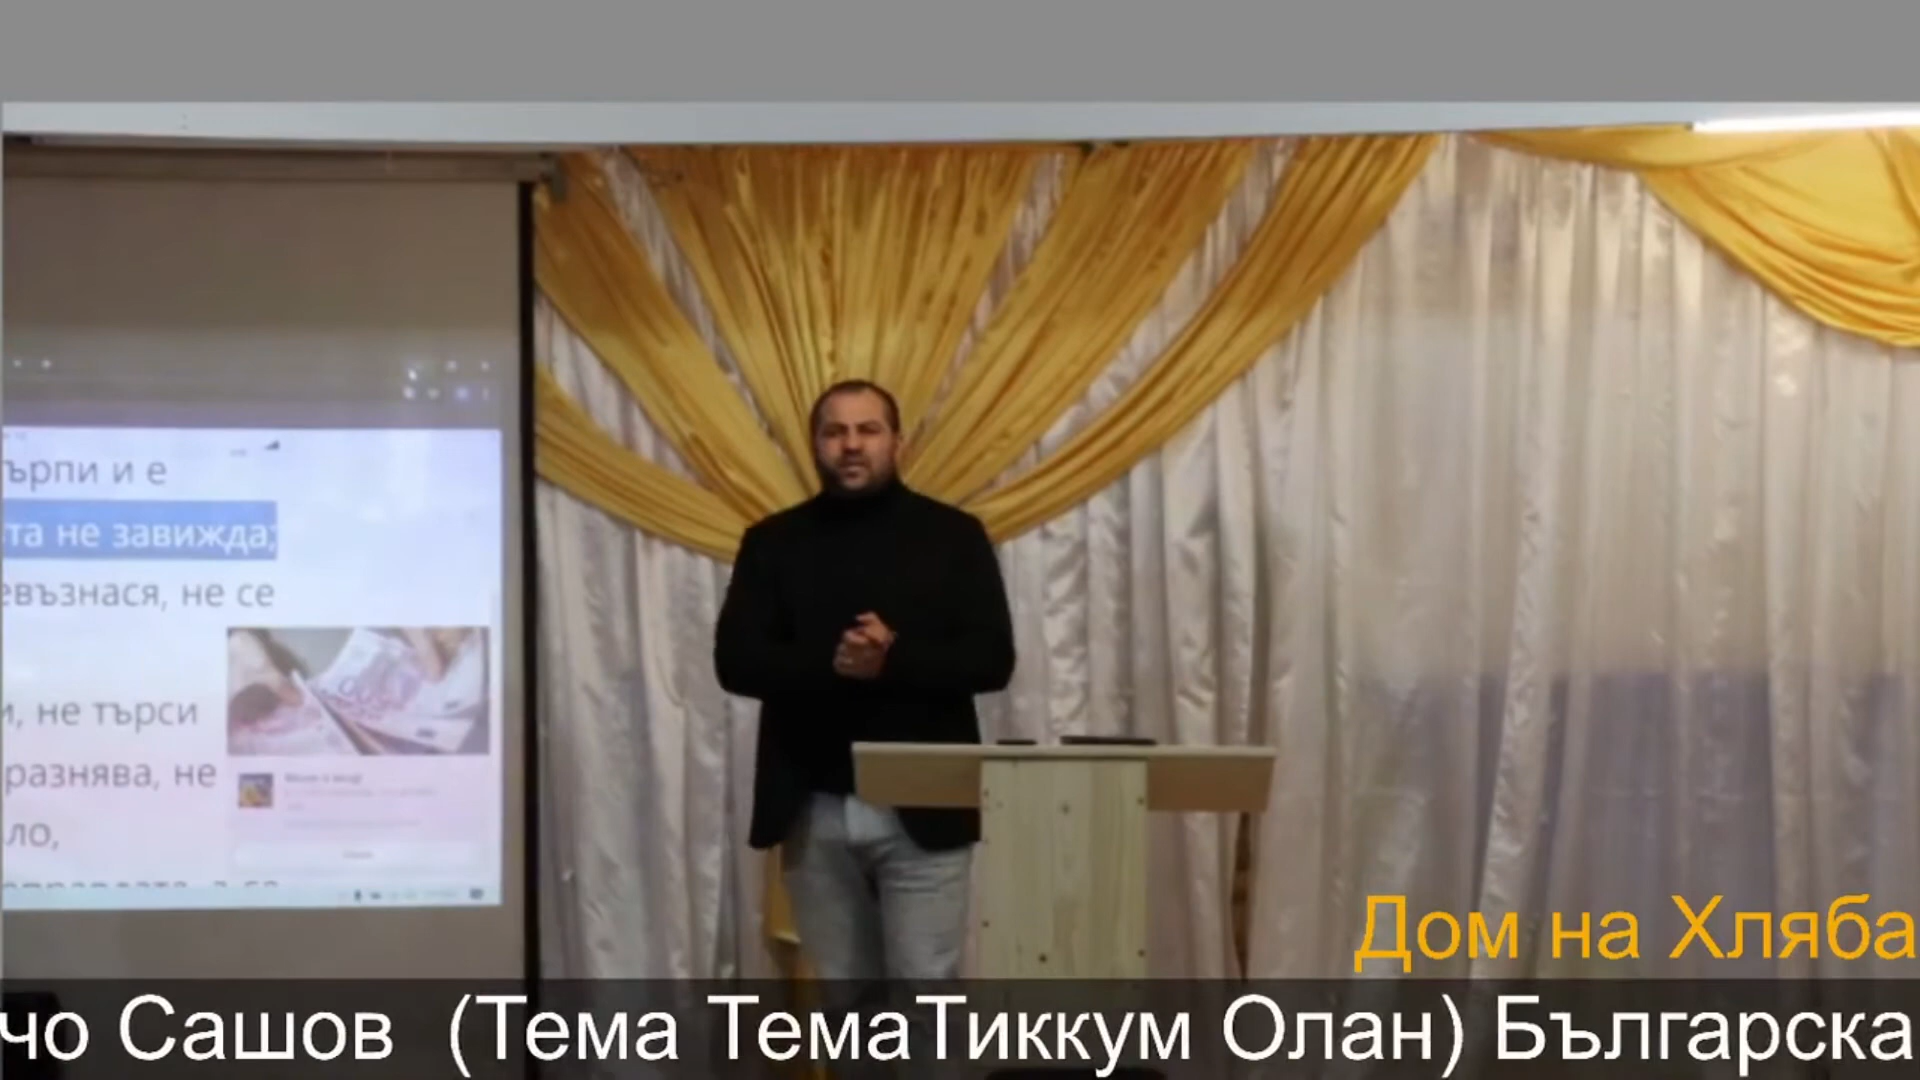 ърпи и е
та не завижда;
евъзнася, не се
и, не търси
разнява, не
ло,
Дом на Хляба
чо Сашов (Тема ТемаТиккум Олан) Българска